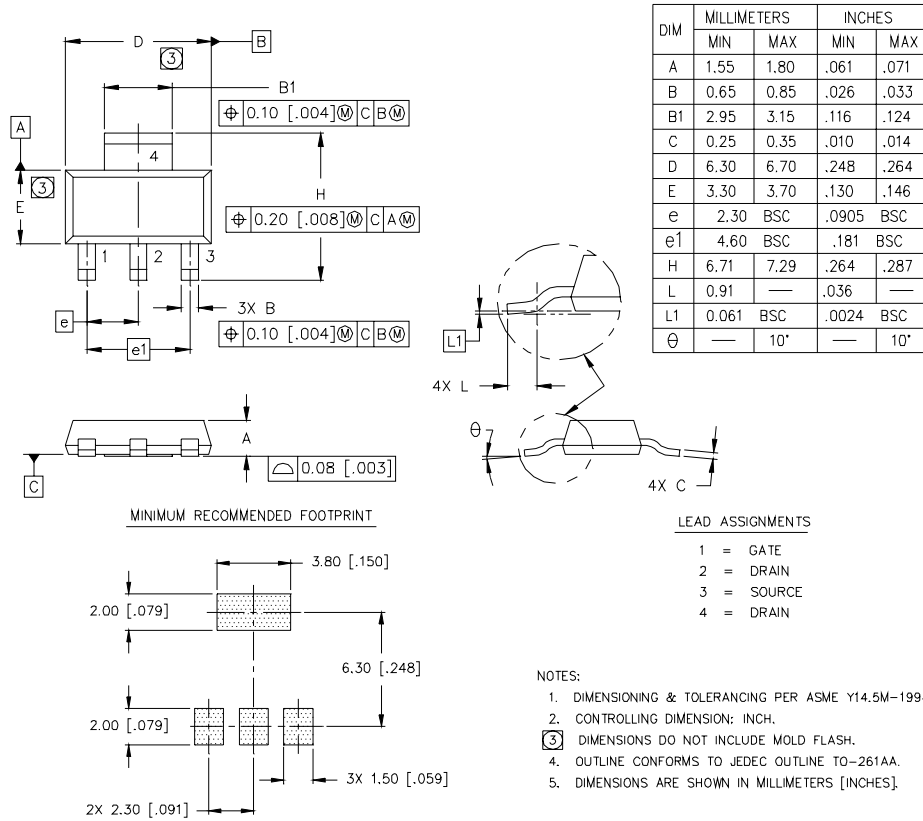 D
B
3
B1
⌖ 0.10 [.004]Ⓜ C BⓂ
A
4
3
E
H
⌖ 0.20 [.008]Ⓜ C AⓂ
1 2 3
3X B
e
⌖ 0.10 [.004]Ⓜ C BⓂ
e1
L1
4X L
DIM MILLIMETERS INCHES
MIN MAX MIN MAX
A 1.55 1.80 .061 .071
B 0.65 0.85 .026 .033
B1 2.95 3.15 .116 .124
C 0.25 0.35 .010 .014
D 6.30 6.70 .248 .264
E 3.30 3.70 .130 .146
e 2.30 BSC .0905 BSC
e1 4.60 BSC .181 BSC
H 6.71 7.29 .264 .287
L 0.91 — .036 —
L1 0.061 BSC .0024 BSC
θ — 10° — 10°
A
C
⌓ 0.08 [.003]
θ
4X C
MINIMUM RECOMMENDED FOOTPRINT
3.80 [.150]
2.00 [.079]
6.30 [.248]
2.00 [.079]
3X 1.50 [.059]
2X 2.30 [.091]
LEAD ASSIGNMENTS
1 = GATE
2 = DRAIN
3 = SOURCE
4 = DRAIN
NOTES:
1. DIMENSIONING & TOLERANCING PER ASME Y14.5M-199
2. CONTROLLING DIMENSION: INCH.
3 DIMENSIONS DO NOT INCLUDE MOLD FLASH.
4. OUTLINE CONFORMS TO JEDEC OUTLINE TO-261AA.
5. DIMENSIONS ARE SHOWN IN MILLIMETERS [INCHES].